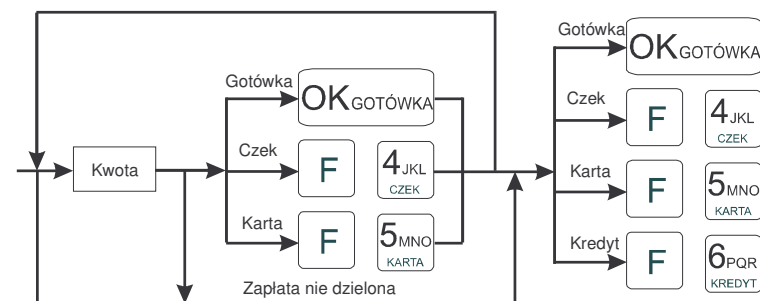 Kwota
Gotówka
OK GOTÓWKA
Czek
F 4 JKL CZEK
Karta
F 5 MNO KARTA
Zapłata nie dzielona
Gotówka
OK GOTÓWKA
Czek
F 4 JKL CZEK
Karta
F 5 MNO KARTA
Kredyt
F 6 PQR KREDYT